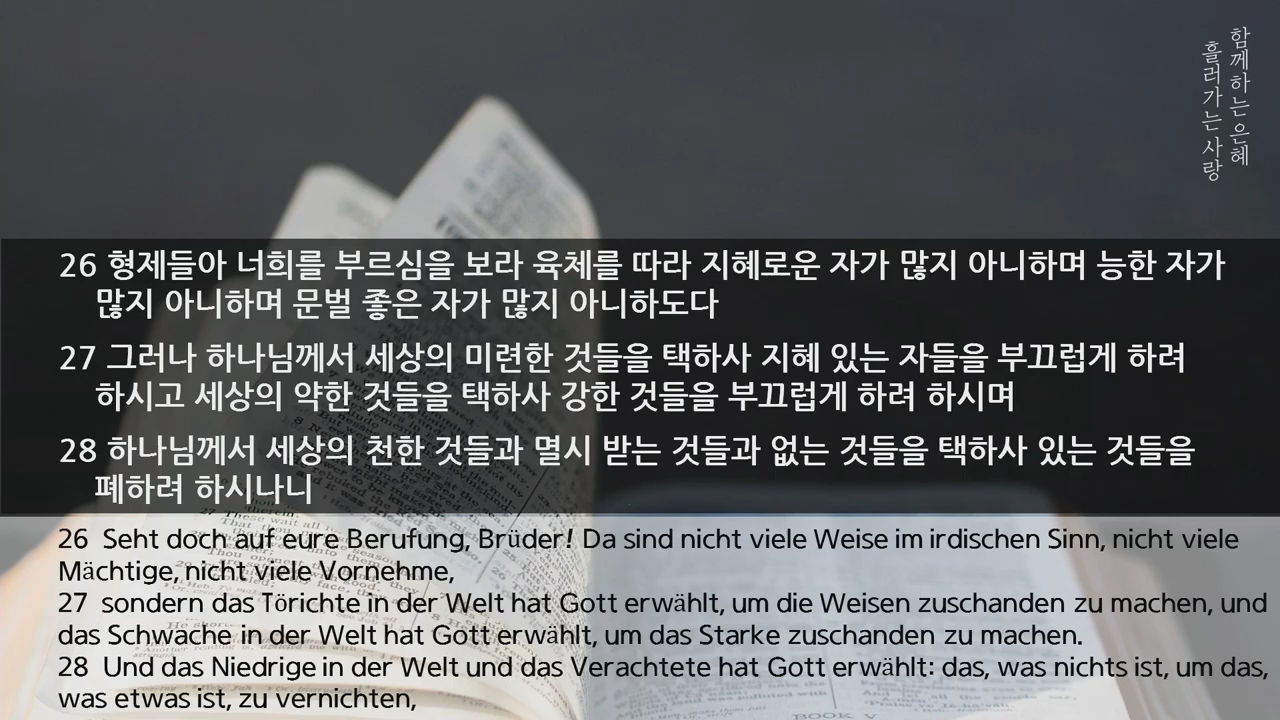 함께하는 은혜
흘러가는 사랑
26 형제들아 너희를 부르심을 보라 육체를 따라 지혜로운 자가 많지 아니하며 능한 자가
많지 아니하며 문벌 좋은 자가 많지 아니하도다
27 그러나 하나님께서 세상의 미련한 것들을 택하사 지혜 있는 자들을 부끄럽게 하려
하시고 세상의 약한 것들을 택하사 강한 것들을 부끄럽게 하려 하시며
28 하나님께서 세상의 천한 것들과 멸시 받는 것들과 없는 것들을 택하사 있는 것들을
폐하려 하시나니
26 Seht doch auf eure Berufung, Brüder! Da sind nicht viele Weise im irdischen Sinn, nicht viele
Mächtige, nicht viele Vornehme,
27 sondern das Törichte in der Welt hat Gott erwählt, um die Weisen zuschanden zu machen, und
das Schwache in der Welt hat Gott erwählt, um das Starke zuschanden zu machen.
28 Und das Niedrige in der Welt und das Verachtete hat Gott erwählt: das, was nichts ist, um das,
was etwas ist, zu vernichten,
BOOK V